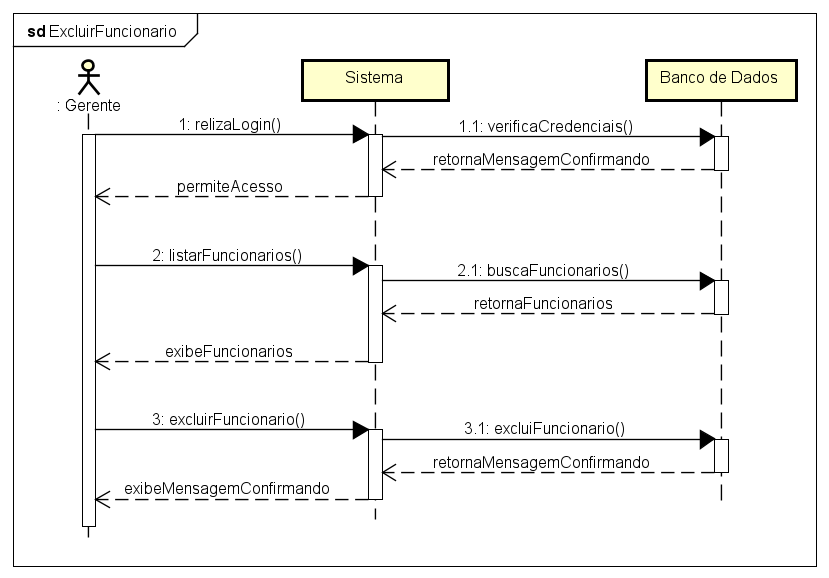 sd ExcluirFuncionario
: Gerente
Sistema
Banco de Dados
1: relizaLogin()
1.1: verificaCredenciais()
retornaMensagemConfirmando
permiteAcesso
2: listarFuncionarios()
2.1: buscaFuncionarios()
retornaFuncionarios
exibeFuncionarios
3: excluirFuncionario()
3.1: excluiFuncionario()
retornaMensagemConfirmando
exibeMensagemConfirmando